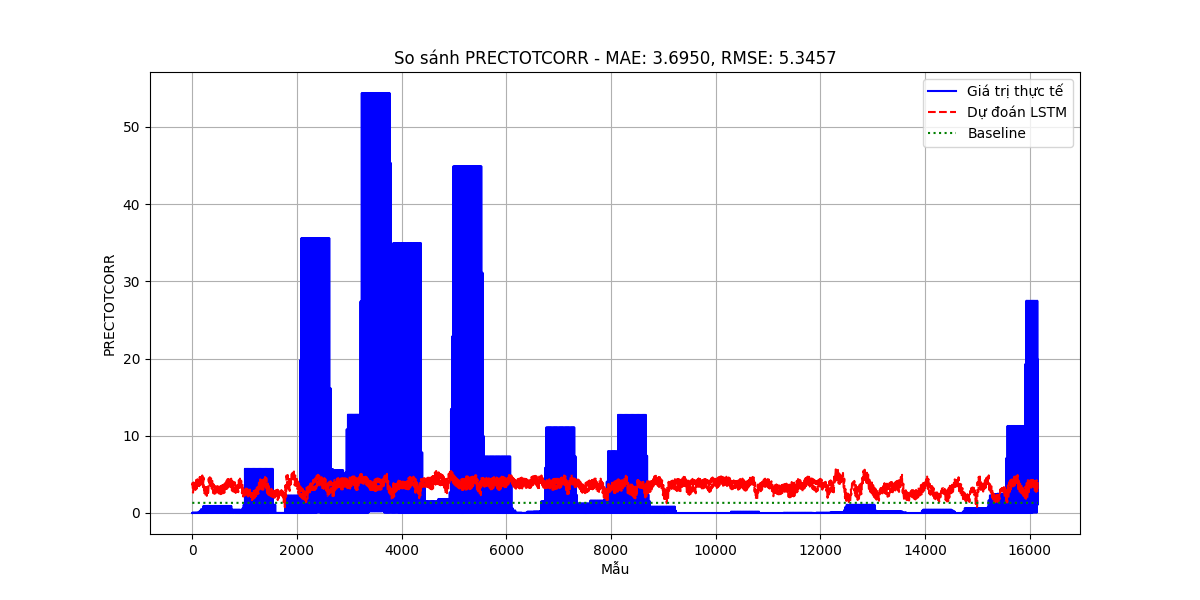 So sánh PRECTOTCORR - MAE: 3.6950, RMSE: 5.3457
Giá trị thực tế
Dự đoán LSTM
Baseline
PRECTOTCORR
50
40
30
20
10
0
0 2000 4000 6000 8000 10000 12000 14000 16000
Mẫu